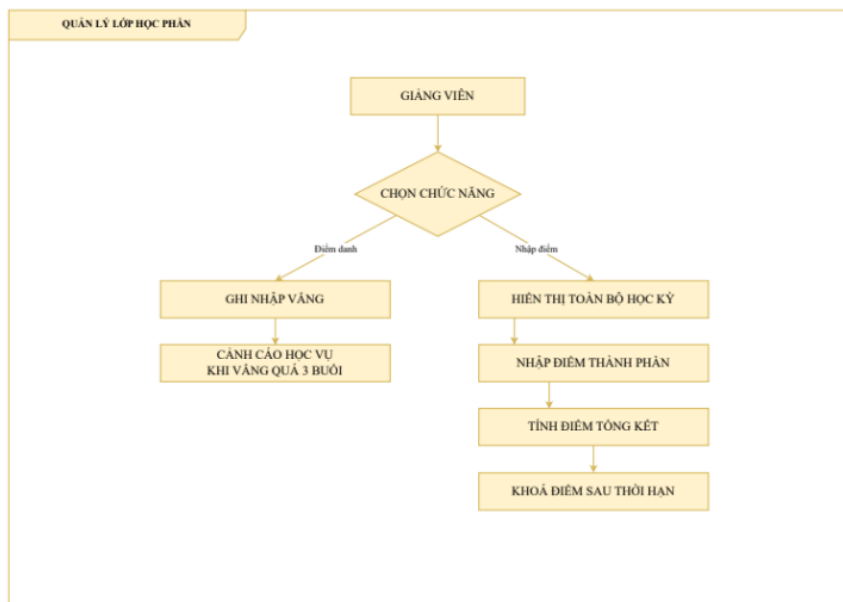 QUẢN LÝ LỚP HỌC PHẦN
GIẢNG VIÊN
CHỌN CHỨC NĂNG
Điểm danh
Nhập điểm
GHI NHẬP VẮNG
HIỂN THỊ TOÀN BỘ HỌC KỲ
CẢNH CÁO HỌC VỤ
KHI VẮNG QUÁ 3 BUỔI
NHẬP ĐIỂM THÀNH PHẦN
TÍNH ĐIỂM TỔNG KẾT
KHOÁ ĐIỂM SAU THỜI HẠN